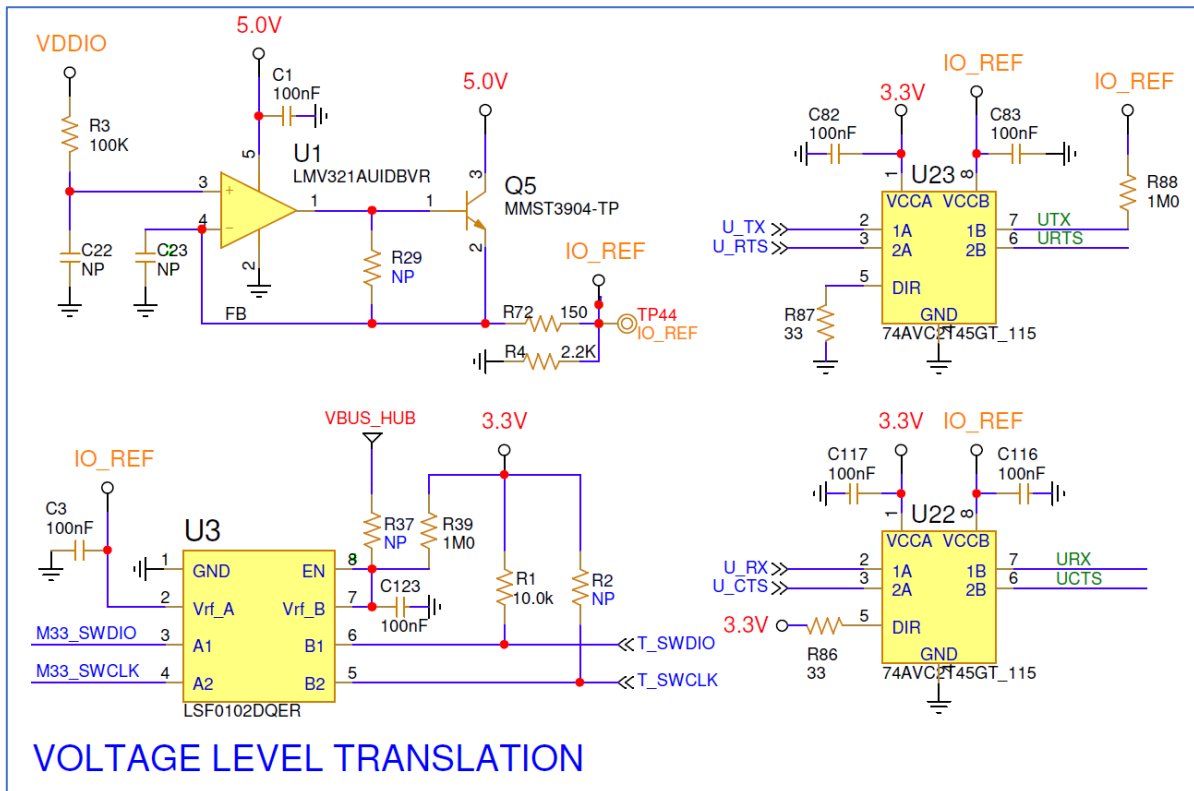 VDDIO
5.0V
C1
100nF
R3
100K
5
U1
LMV321AUIDBVR
3
+
4
-
1
2
C22
NP
C23
NP
FB
R29
NP
5.0V
3
1
Q5
MMST3904-TP
2
IO_REF
R72
150
TP44
IO_REF
R4
2.2K
3.3V
IO_REF
IO_REF
C82
100nF
C83
100nF
1
U23
8
R88
1M0
VCCA
VCCB
U_TX
2
1A
1B
7
UTX
U_RTS
3
2A
2B
6
URTS
5
DIR
R87
33
GND
4
74AVC2T45GT_115
IO_REF
C3
100nF
U3
1
GND
EN
8
2
Vrf_A
Vrf_B
7
M33_SWDIO
3
A1
B1
6
T_SWDIO
M33_SWCLK
4
A2
B2
5
T_SWCLK
LSF0102DQER
VBUS_HUB
R37
NP
R39
1M0
3.3V
C123
100nF
R1
10.0k
R2
NP
3.3V
IO_REF
C117
100nF
C116
100nF
1
U22
8
VCCA
VCCB
U_RX
2
1A
1B
7
URX
U_CTS
3
2A
2B
6
UCTS
3.3V
5
DIR
R86
33
GND
4
74AVC2T45GT_115
VOLTAGE LEVEL TRANSLATION